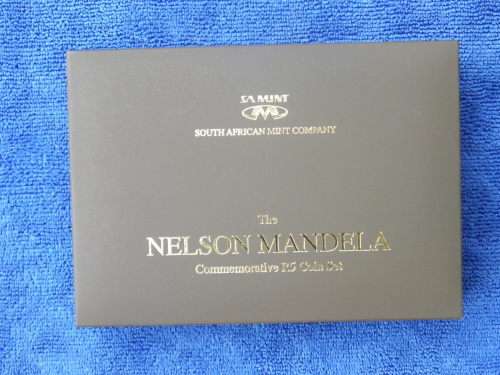 SA MINT
SOUTH AFRICAN MINT COMPANY
The
NELSON MANDELA
Commemorative R5 Coin Set